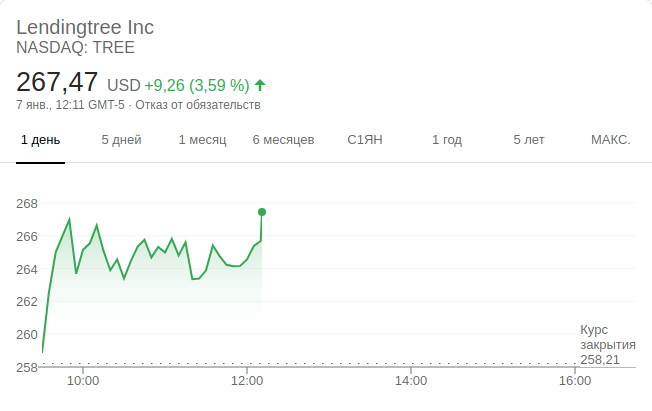 Lendingtree Inc
NASDAQ: TREE
267,47 USD +9,26 (3,59 %)
7 янв., 12:11 GMT-5 · Отказ от обязательств
1 день 5 дней 1 месяц 6 месяцев С1ЯН 1 год 5 лет МАКС.
268
266
264
262
260
Курс
закрытия
258,21
258
10:00 12:00 14:00 16:00